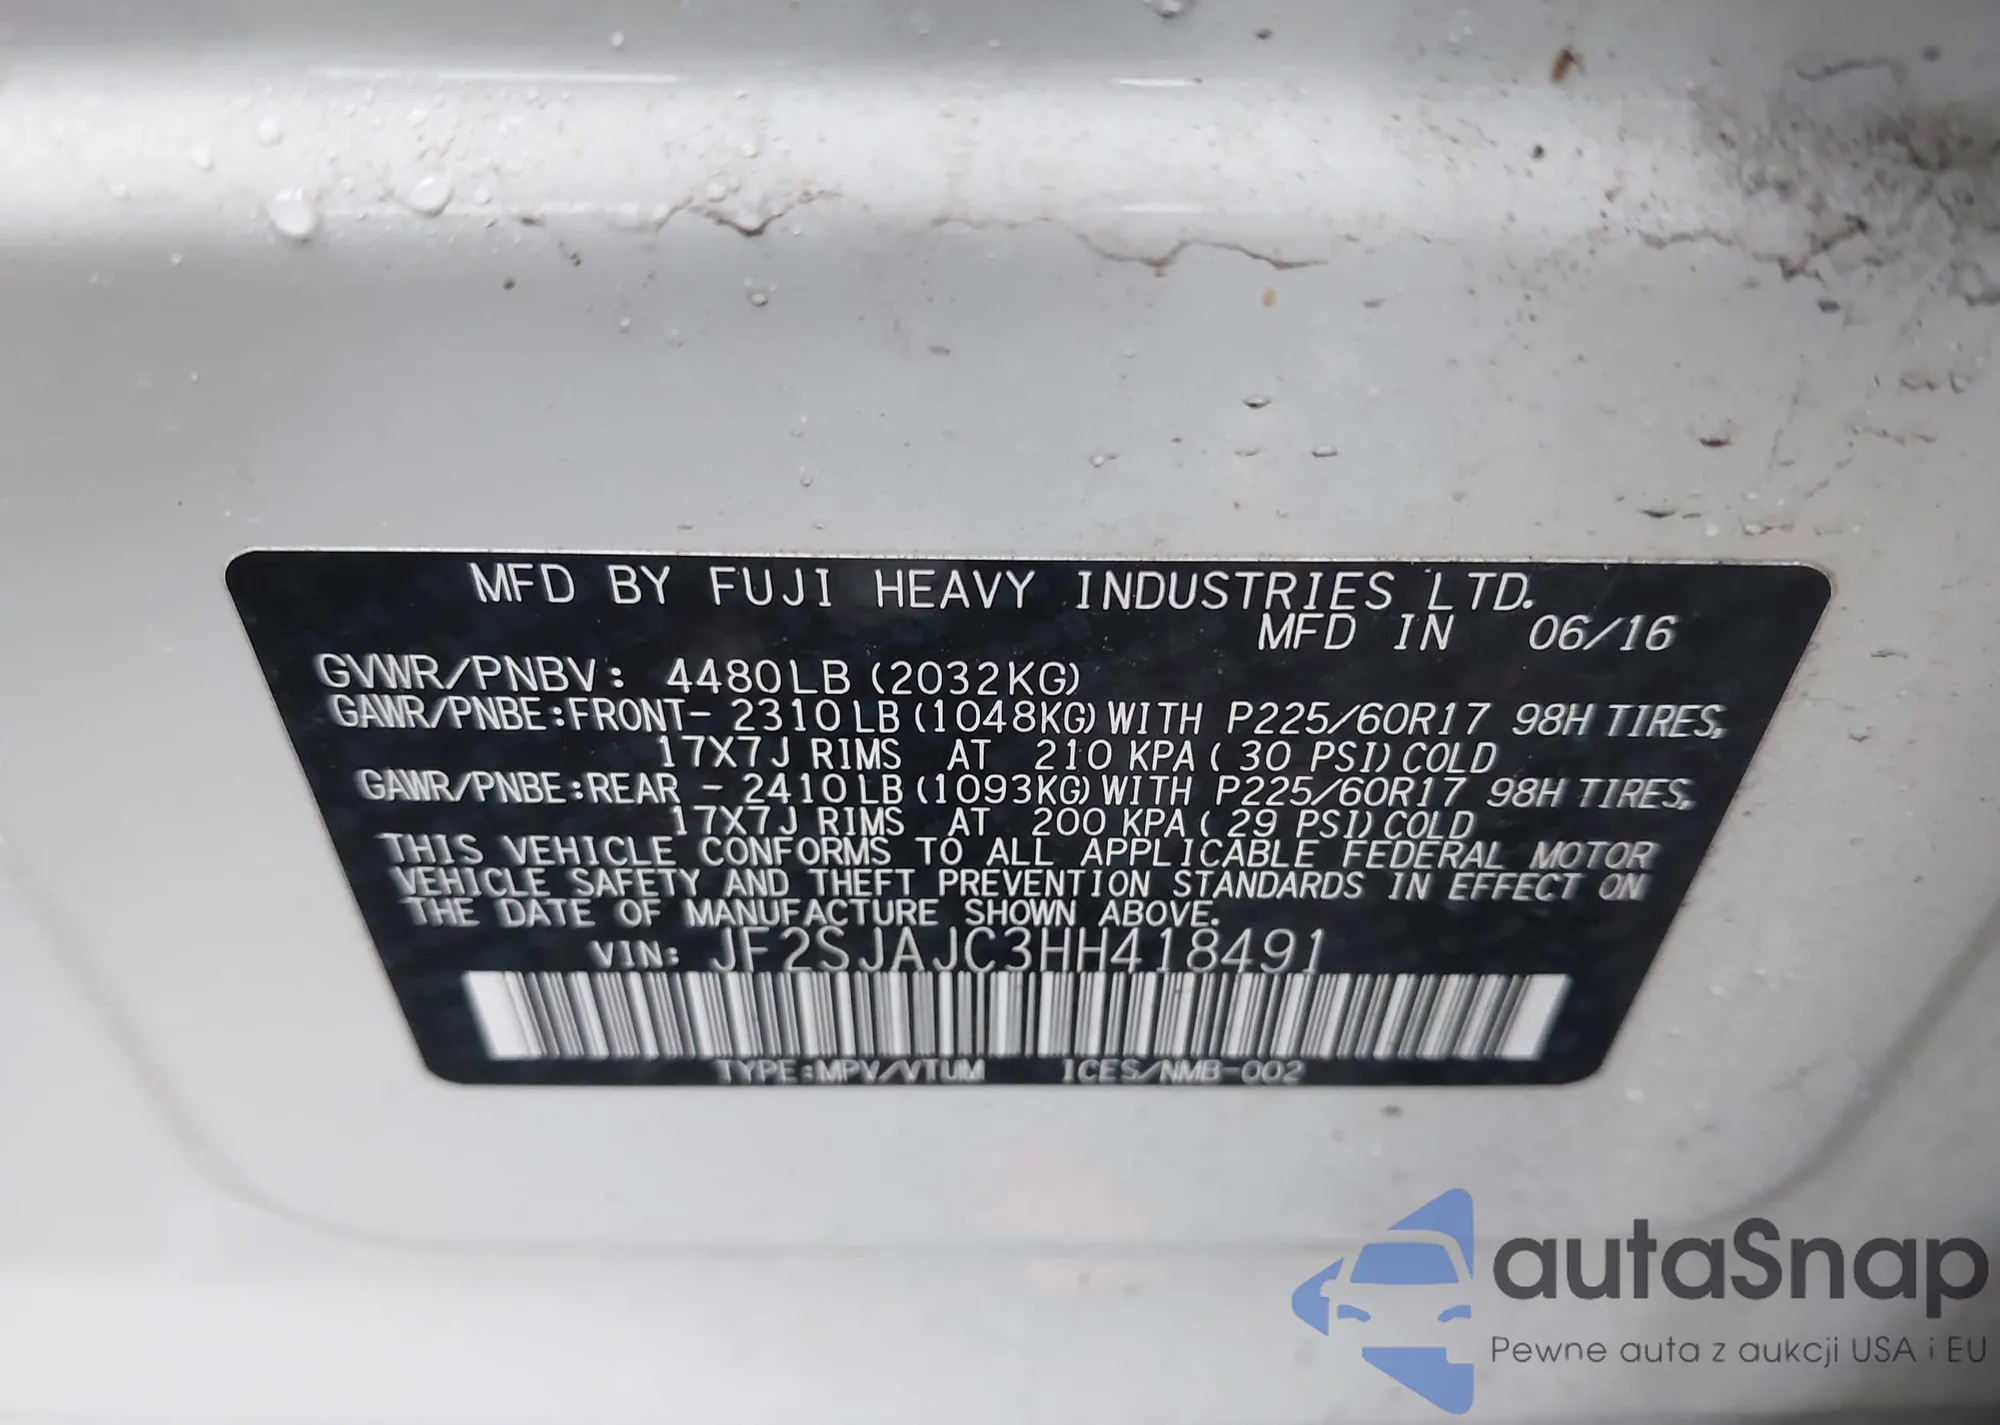 MFD BY FUJI HEAVY INDUSTRIES LTD.
MFD IN 06/16
GVWR/PNBV: 4480LB (2032KG)
GAWR/PNBE:FRONT- 2310LB(1048KG)WITH P225/60R17 98H TIRES,
17X7J RIMS AT 210 KPA( 30 PSI)COLD
GAWR/PNBE:REAR - 2410LB(1093KG)WITH P225/60R17 98H TIRES,
17X7J RIMS AT 200 KPA( 29 PSI)COLD
THIS VEHICLE CONFORMS TO ALL APPLICABLE FEDERAL MOTOR
VEHICLE SAFETY AND THEFT PREVENTION STANDARDS IN EFFECT ON
THE DATE OF MANUFACTURE SHOWN ABOVE.
VIN: JF2SJAJC3HH418491
TYPE:MPV/VTUM 1CES/NMB-002
autaSnap
Pewne auta z aukcji USA i EU